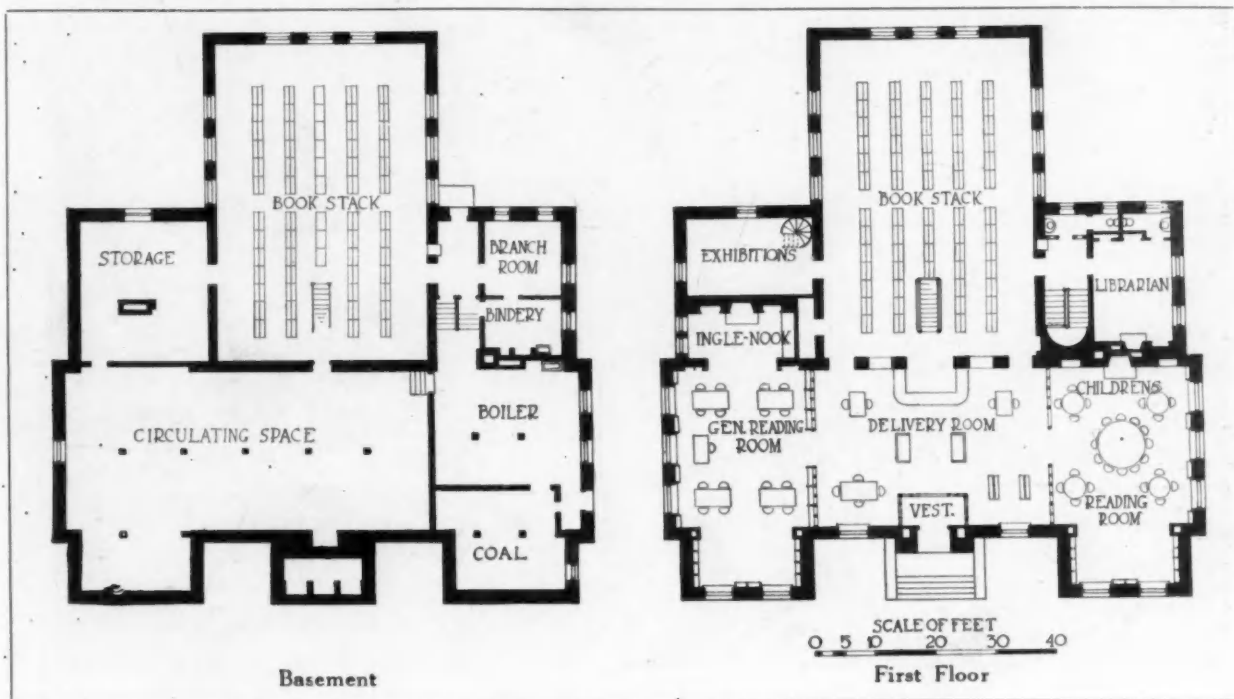 BOOK STACK
STORAGE
BRANCH
ROOM
BINDERY
BOILER
CIRCULATING SPACE
COAL
Basement
BOOK STACK
EXHIBITIONS
LIBRARIAN
INGLE-NOOK
CHILDRENS
GEN. READING
ROOM
DELIVERY ROOM
READING
ROOM
VEST.
SCALE OF FEET
0 5 10 20 30 40
First Floor